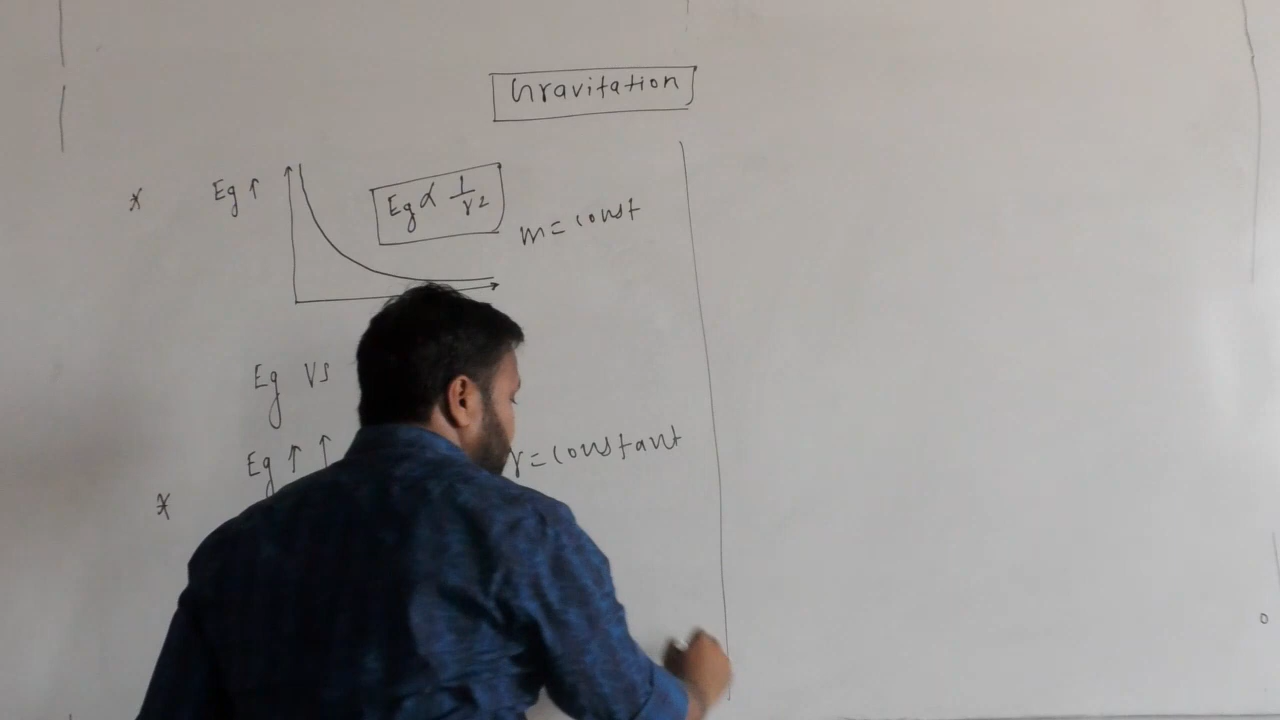 Gravitation
* Eg ↑ Eg ∝ 1/r2 m = const
Eg vs
Eg ↑ ↑ r = constant
*